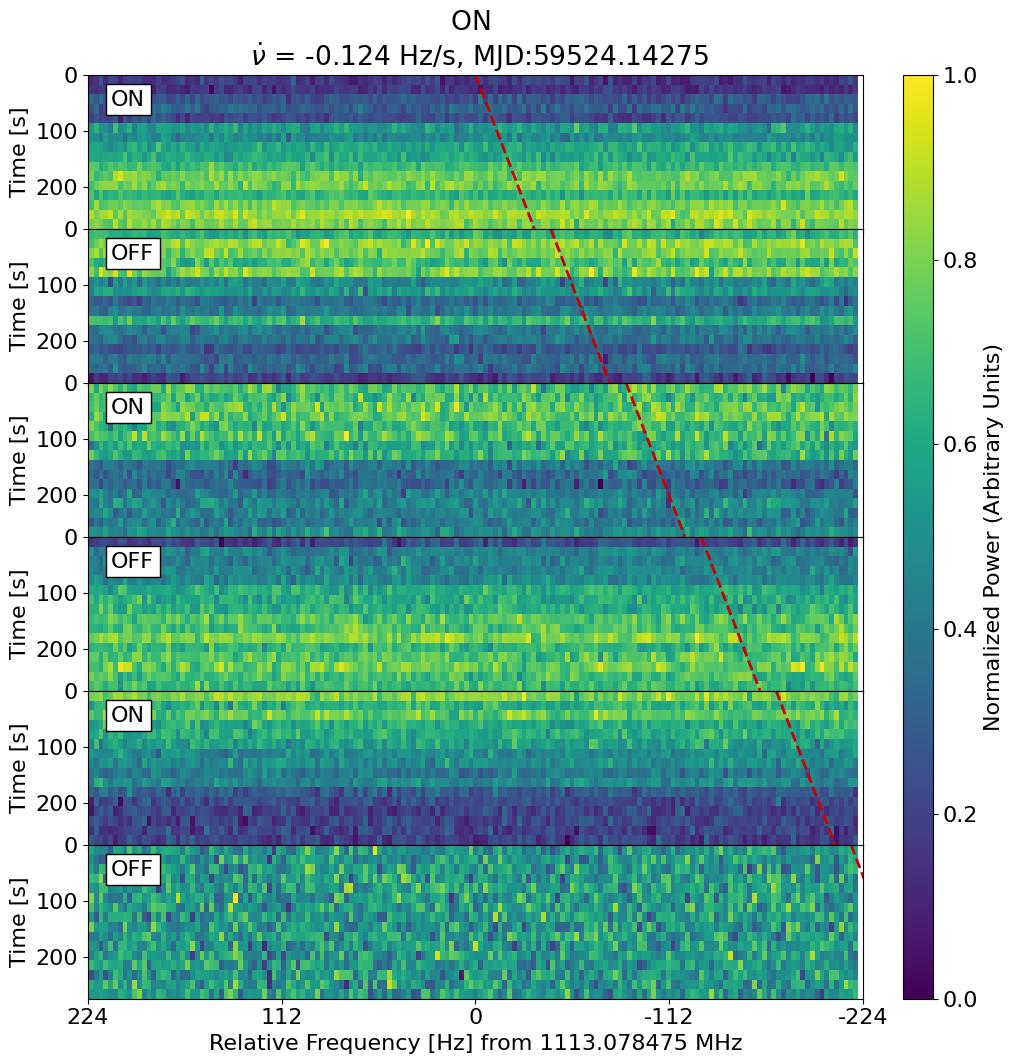 ON
ν̇ = -0.124 Hz/s, MJD:59524.14275
0
ON
100
Time [s]
200
0
OFF
100
Time [s]
200
0
ON
100
Time [s]
200
0
OFF
100
Time [s]
200
0
ON
100
Time [s]
200
0
OFF
100
Time [s]
200
224 112 0 -112 -224
Relative Frequency [Hz] from 1113.078475 MHz
1.0
0.8
0.6
0.4
0.2
0.0
Normalized Power (Arbitrary Units)